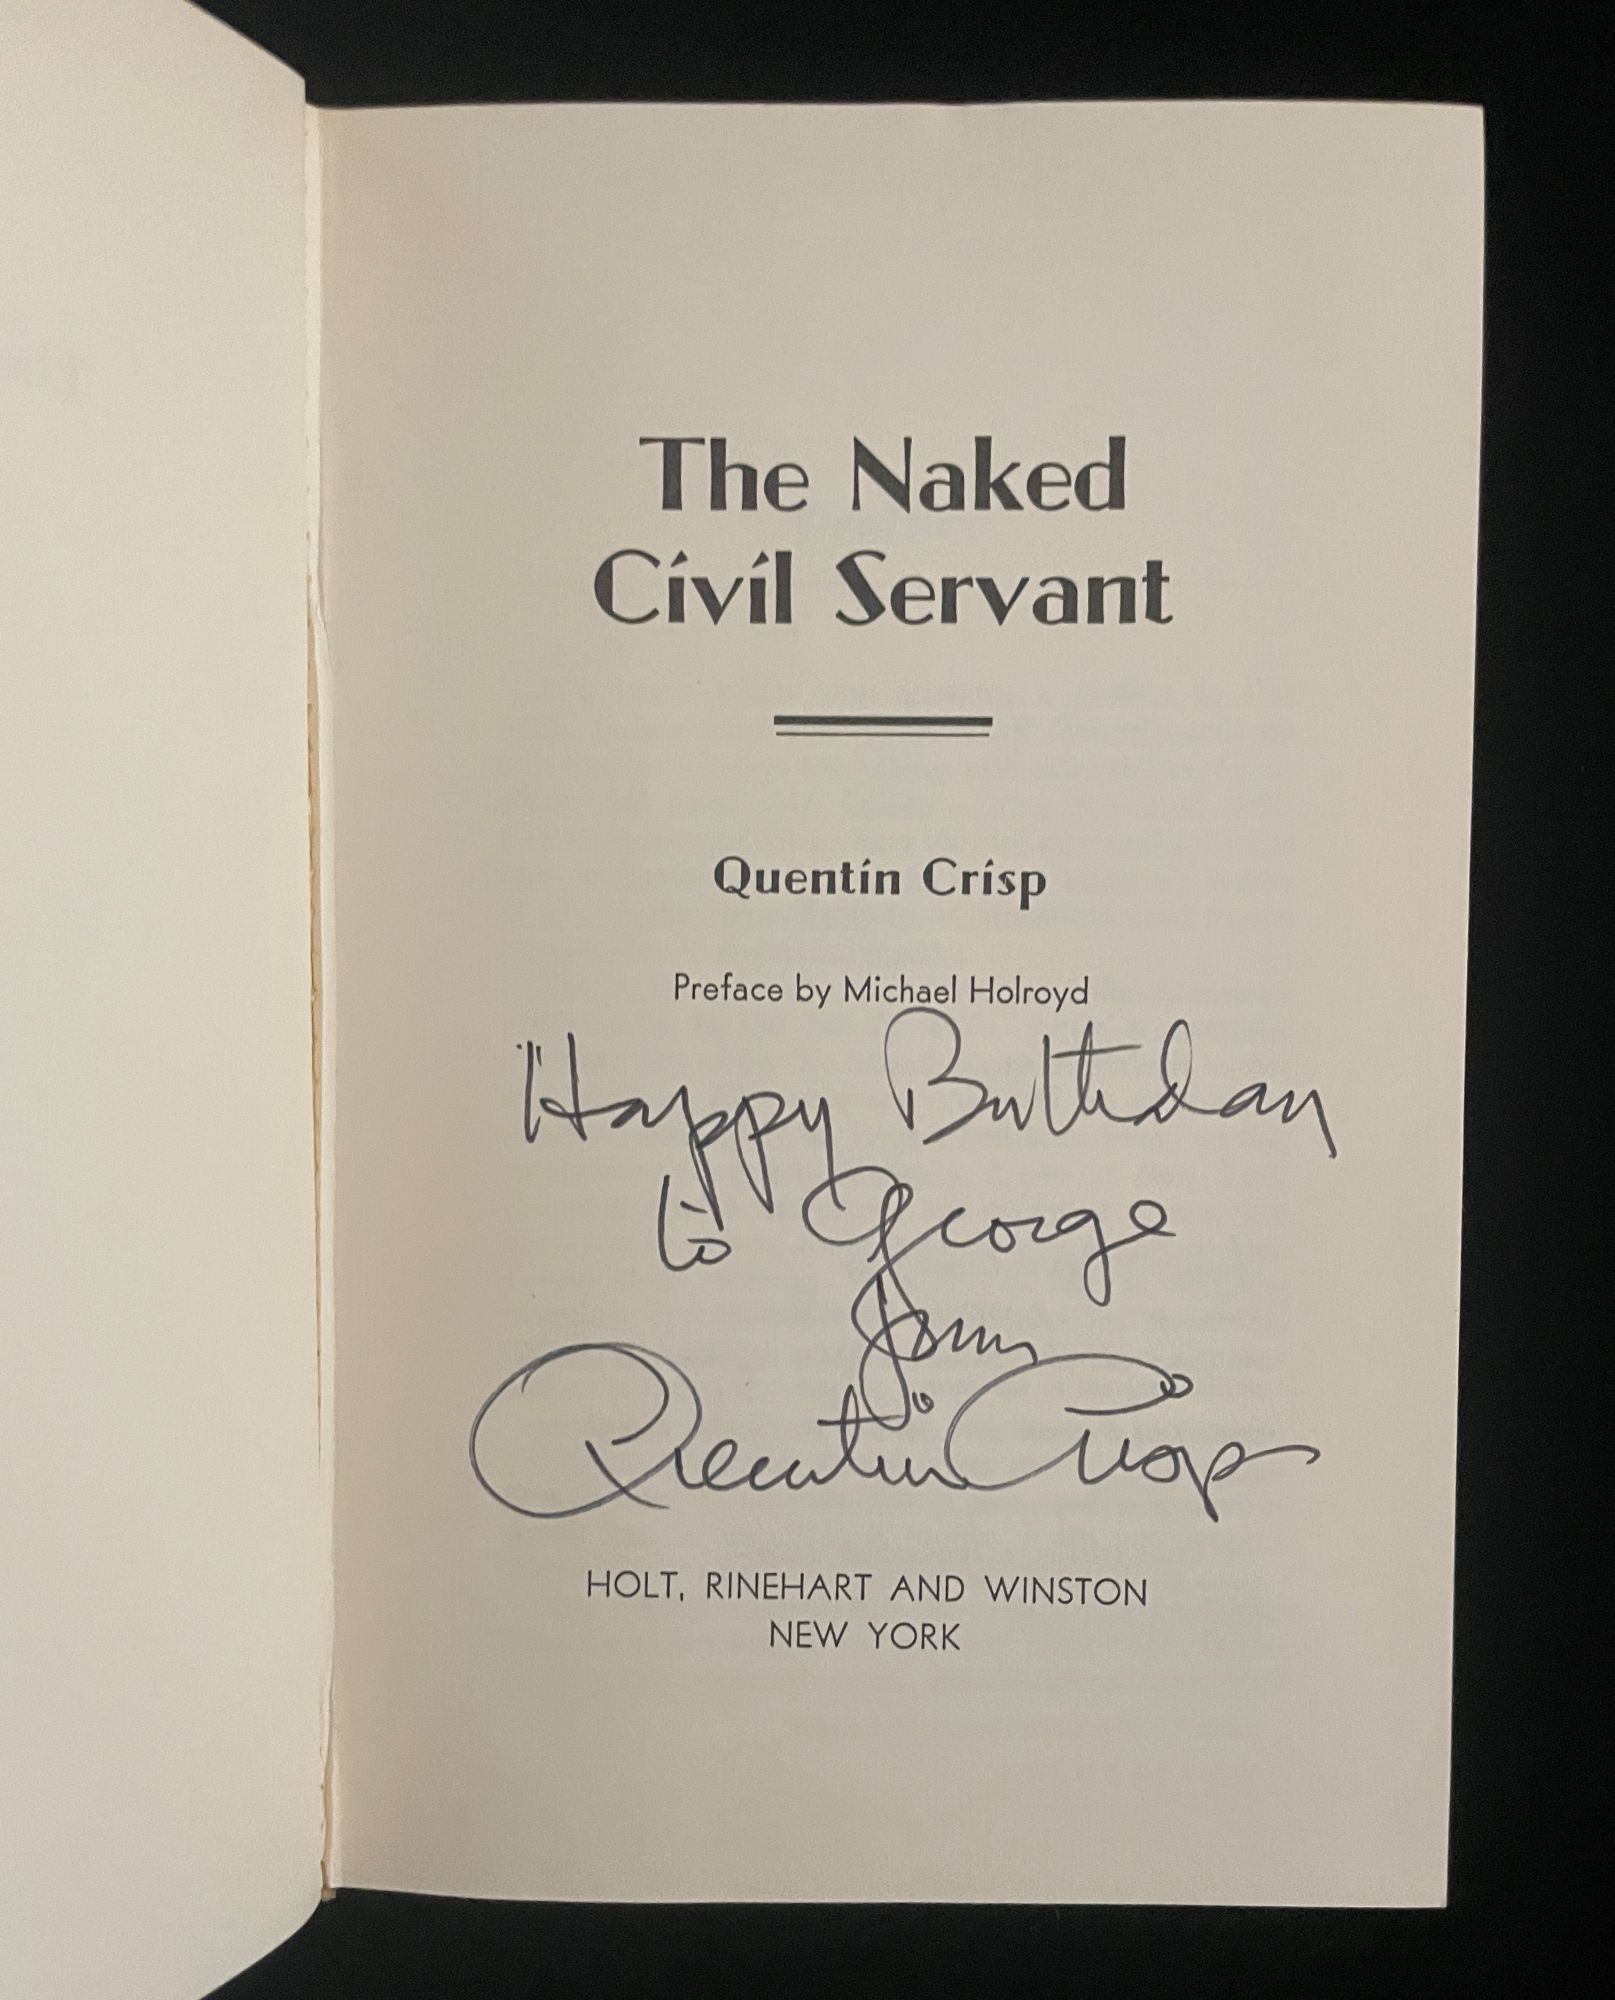 The Naked
Civil Servant
Quentin Crisp
Preface by Michael Holroyd
"Happy Birthday
to George
from
Quentin Crisp
HOLT, RINEHART AND WINSTON
NEW YORK